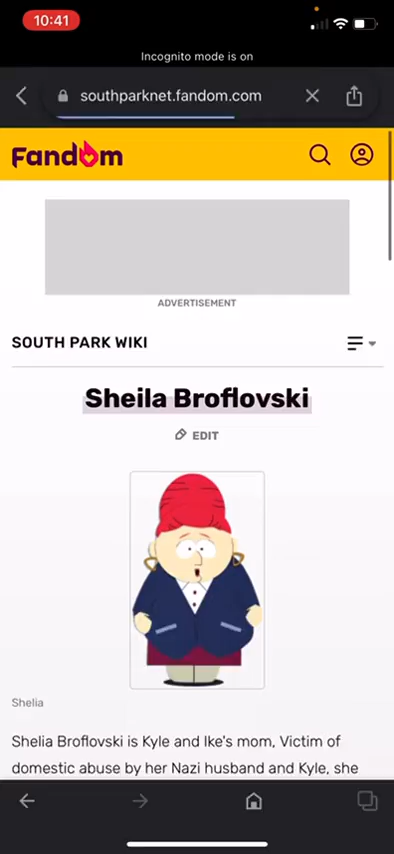 10:41
Incognito mode is on
southparknet.fandom.com
Fandom
ADVERTISEMENT
SOUTH PARK WIKI
Sheila Broflovski
EDIT
Shelia
Shelia Broflovski is Kyle and Ike's mom, Victim of
domestic abuse by her Nazi husband and Kyle, she